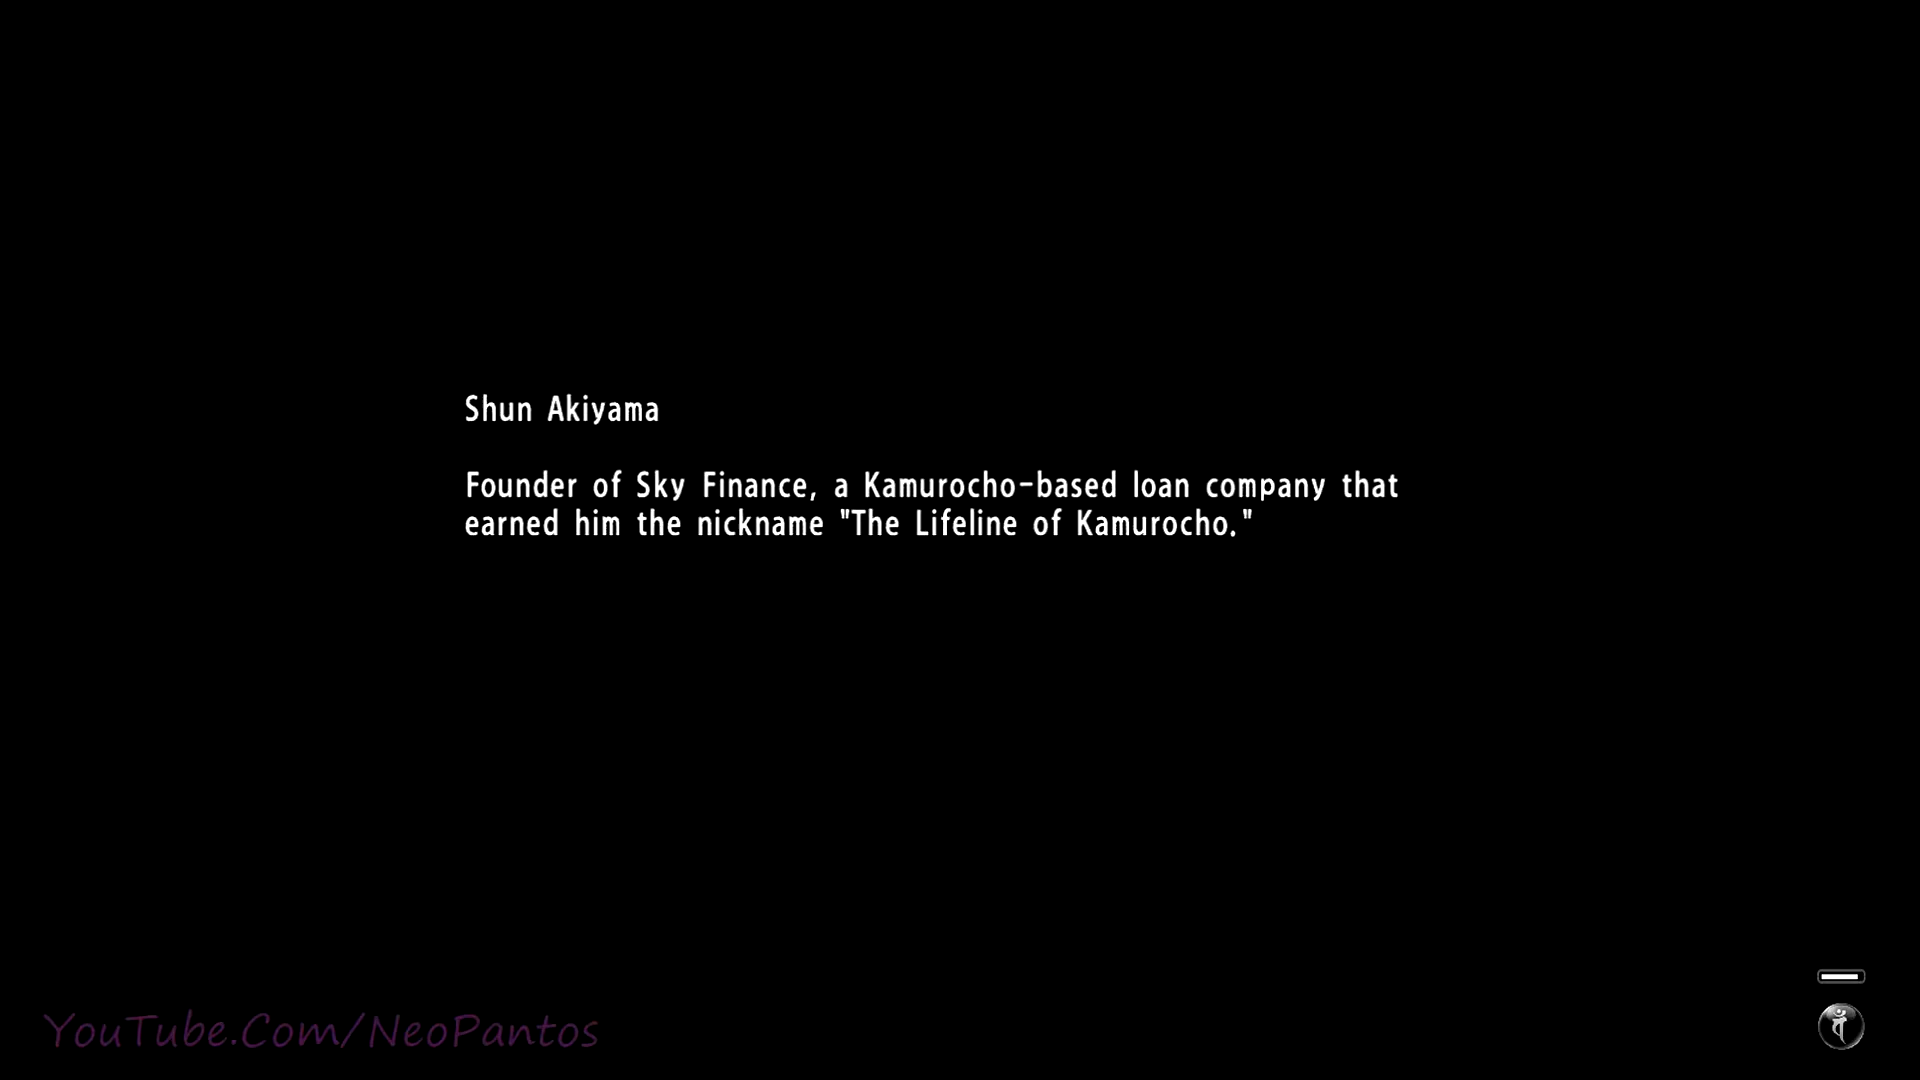 Shun Akiyama
Founder of Sky Finance, a Kamurocho-based loan company that
earned him the nickname "The Lifeline of Kamurocho."
YouTube.Com/NeoPantos